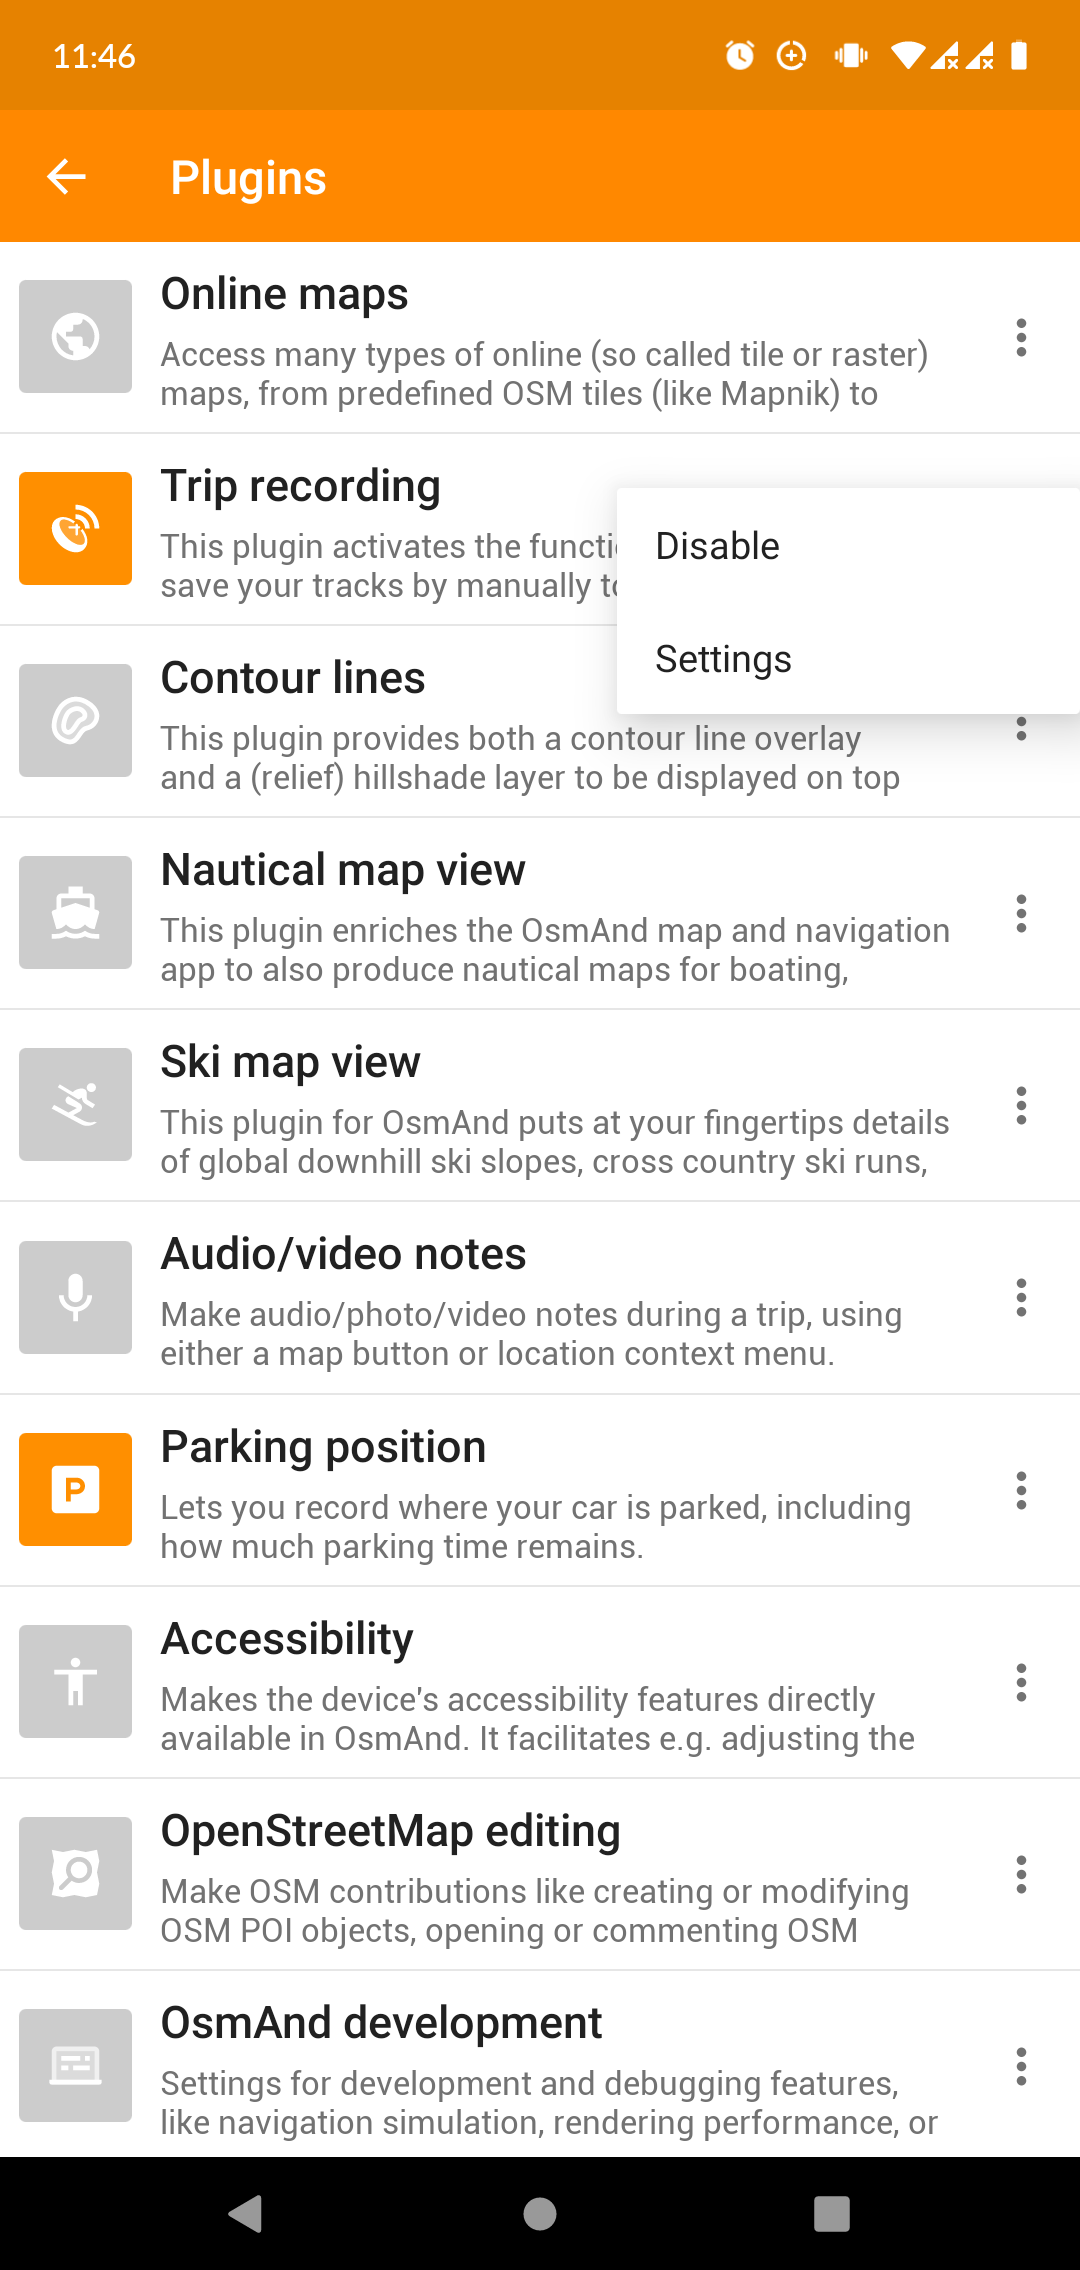 11:46
Plugins
Online maps
Access many types of online (so called tile or raster)
maps, from predefined OSM tiles (like Mapnik) to
Trip recording
This plugin activates the
save your tracks by manually
Disable
Settings
Contour lines
This plugin provides both a contour line overlay
and a (relief) hillshade layer to be displayed on top
Nautical map view
This plugin enriches the OsmAnd map and navigation
app to also produce nautical maps for boating,
Ski map view
This plugin for OsmAnd puts at your fingertips details
of global downhill ski slopes, cross country ski runs,
Audio/video notes
Make audio/photo/video notes during a trip, using
either a map button or location context menu.
P
Parking position
Lets you record where your car is parked, including
how much parking time remains.
Accessibility
Makes the device's accessibility features directly
available in OsmAnd. It facilitates e.g. adjusting the
OpenStreetMap editing
Make OSM contributions like creating or modifying
OSM POI objects, opening or commenting OSM
OsmAnd development
Settings for development and debugging features,
like navigation simulation, rendering performance, or